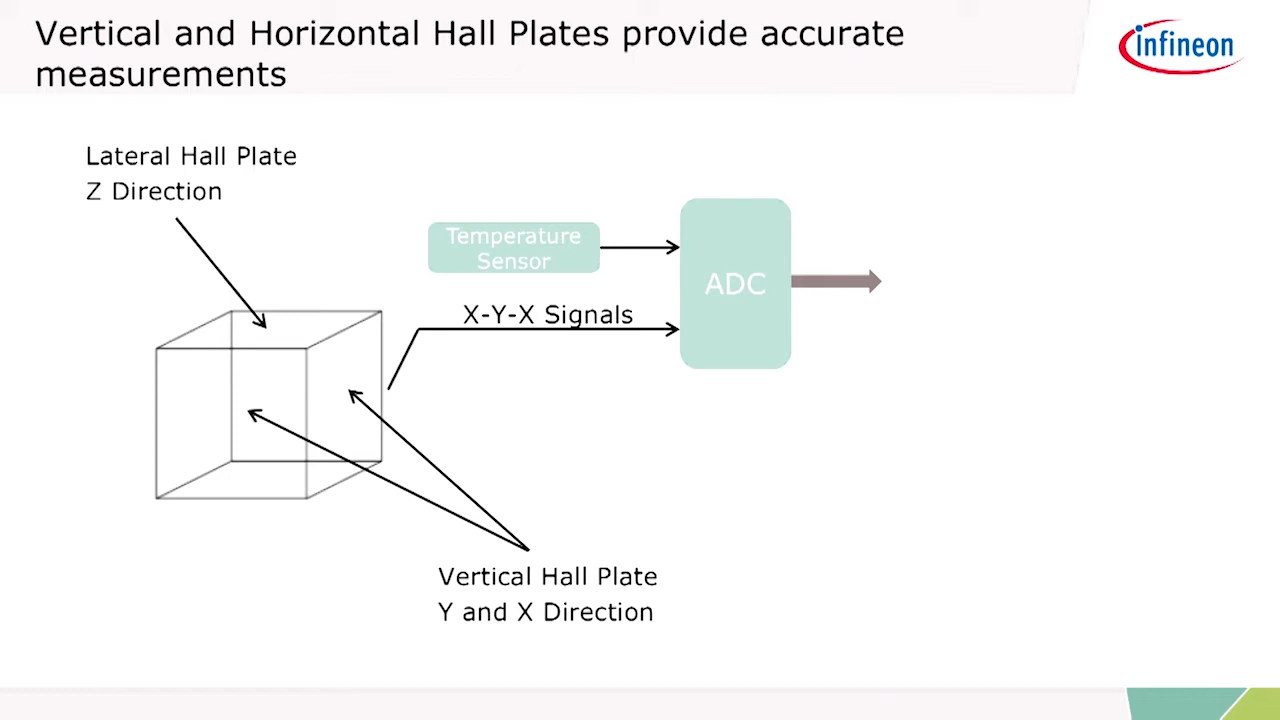 Vertical and Horizontal Hall Plates provide accurate
measurements
infineon
Lateral Hall Plate
Z Direction
Temperature
Sensor
ADC
X-Y-X Signals
Vertical Hall Plate
Y and X Direction